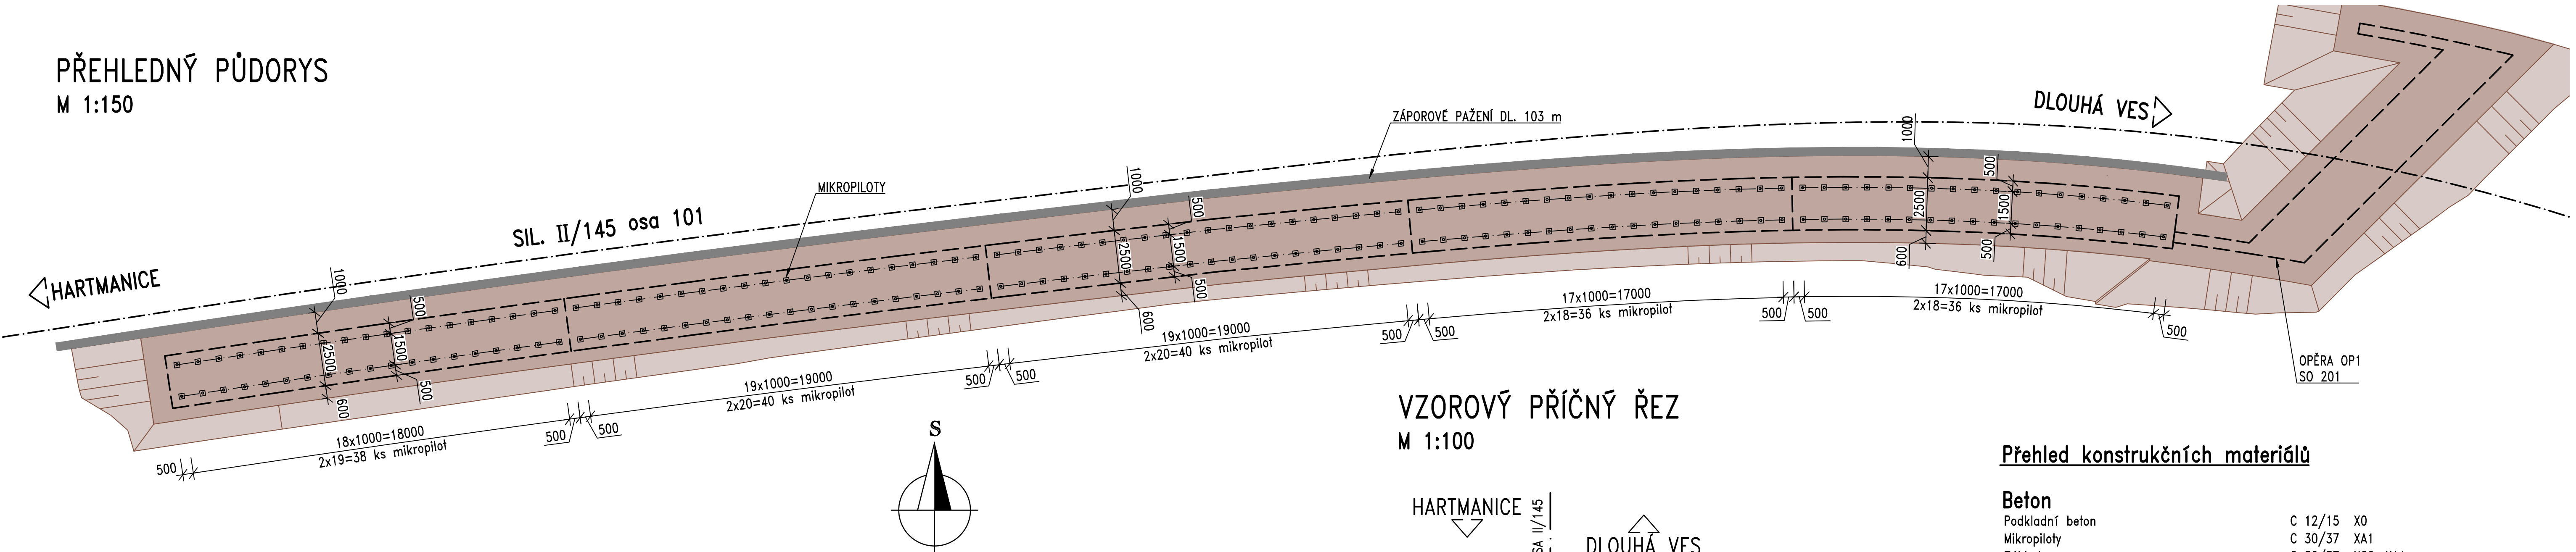 PŘEHLEDNÝ PŮDORYS
M 1:150
HARTMANICE
SIL. II/145 osa 101
MIKROPILOTY
ZÁPOROVÉ PAŽENÍ DL. 103 m
DLOUHÁ VES
1000
500
2500
1500
500
600
1000
500
2500
1500
500
600
1000
500
2500
1500
500
600
500
18x1000=18000
2x19=38 ks mikropilot
500
500
19x1000=19000
2x20=40 ks mikropilot
500
500
19x1000=19000
2x20=40 ks mikropilot
500
500
17x1000=17000
2x18=36 ks mikropilot
500
500
17x1000=17000
2x18=36 ks mikropilot
500
OPĚRA OP1
SO 201
S
VZOROVÝ PŘÍČNÝ ŘEZ
M 1:100
HARTMANICE
II/145
DLOUHÁ VES
Přehled konstrukčních materiálů
Beton
Podkladní beton C 12/15 X0
Mikropiloty C 30/37 XA1